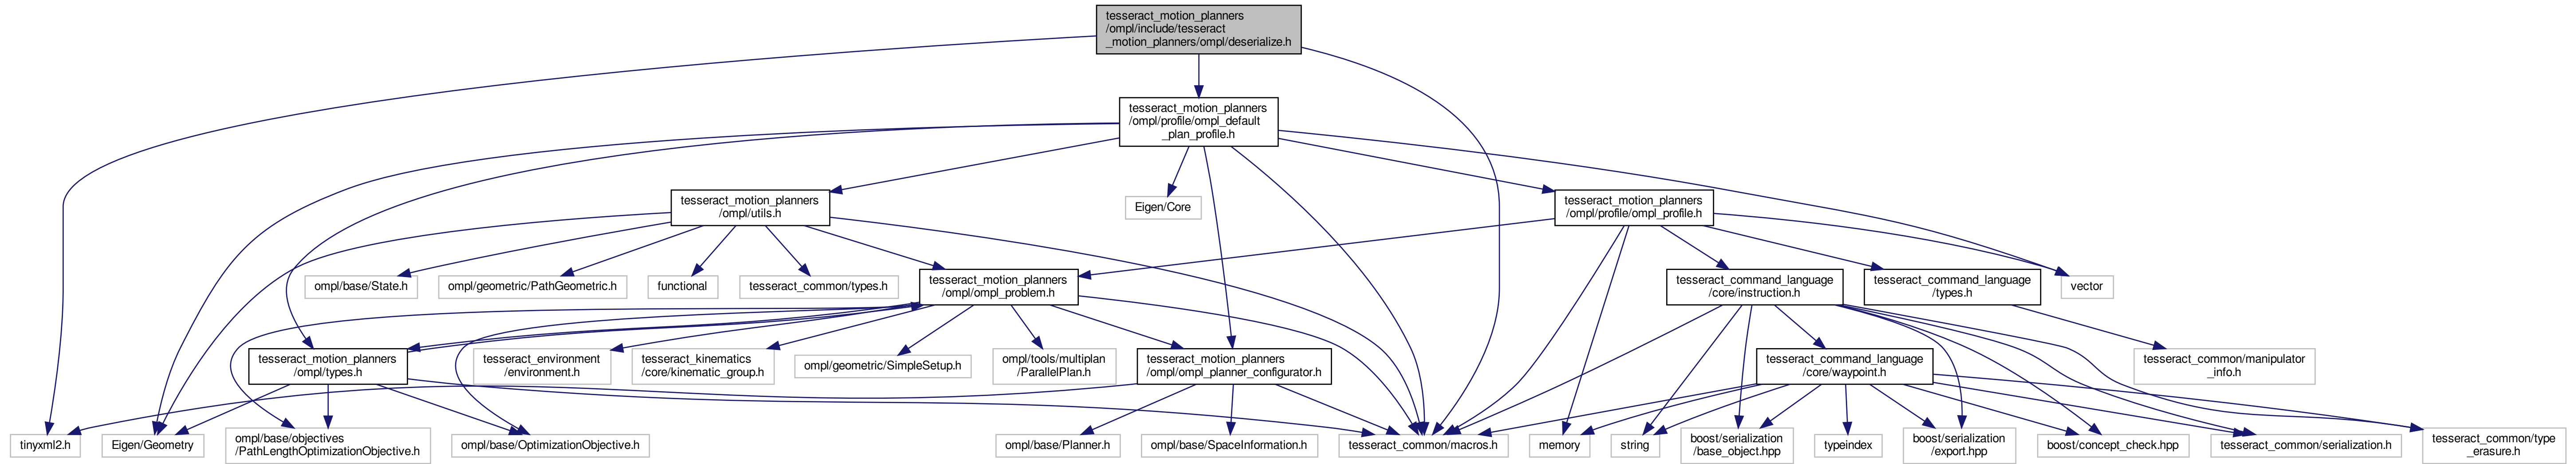 tesseract_motion_planners
/ompl/include/tesseract
_motion_planners/ompl/deserialize.h
tesseract_motion_planners
/ompl/profile/ompl_default
_plan_profile.h
tesseract_motion_planners
/ompl/utils.h
Eigen/Core
tesseract_motion_planners
/ompl/profile/ompl_profile.h
ompl/base/State.h
ompl/geometric/PathGeometric.h
functional
tesseract_common/types.h
tesseract_motion_planners
/ompl/ompl_problem.h
tesseract_command_language
/core/instruction.h
tesseract_command_language
/types.h
vector
tesseract_motion_planners
/ompl/types.h
tesseract_environment
/environment.h
tesseract_kinematics
/core/kinematic_group.h
ompl/geometric/SimpleSetup.h
ompl/tools/multiplan
/ParallelPlan.h
tesseract_motion_planners
/ompl/ompl_planner_configurator.h
tesseract_command_language
/core/waypoint.h
tesseract_common/manipulator
_info.h
tinyxml2.h
Eigen/Geometry
ompl/base/objectives
/PathLengthOptimizationObjective.h
ompl/base/OptimizationObjective.h
ompl/base/Planner.h
ompl/base/SpaceInformation.h
tesseract_common/macros.h
memory
string
boost/serialization
/base_object.hpp
typeindex
boost/serialization
/export.hpp
boost/concept_check.hpp
tesseract_common/serialization.h
tesseract_common/type
_erasure.h